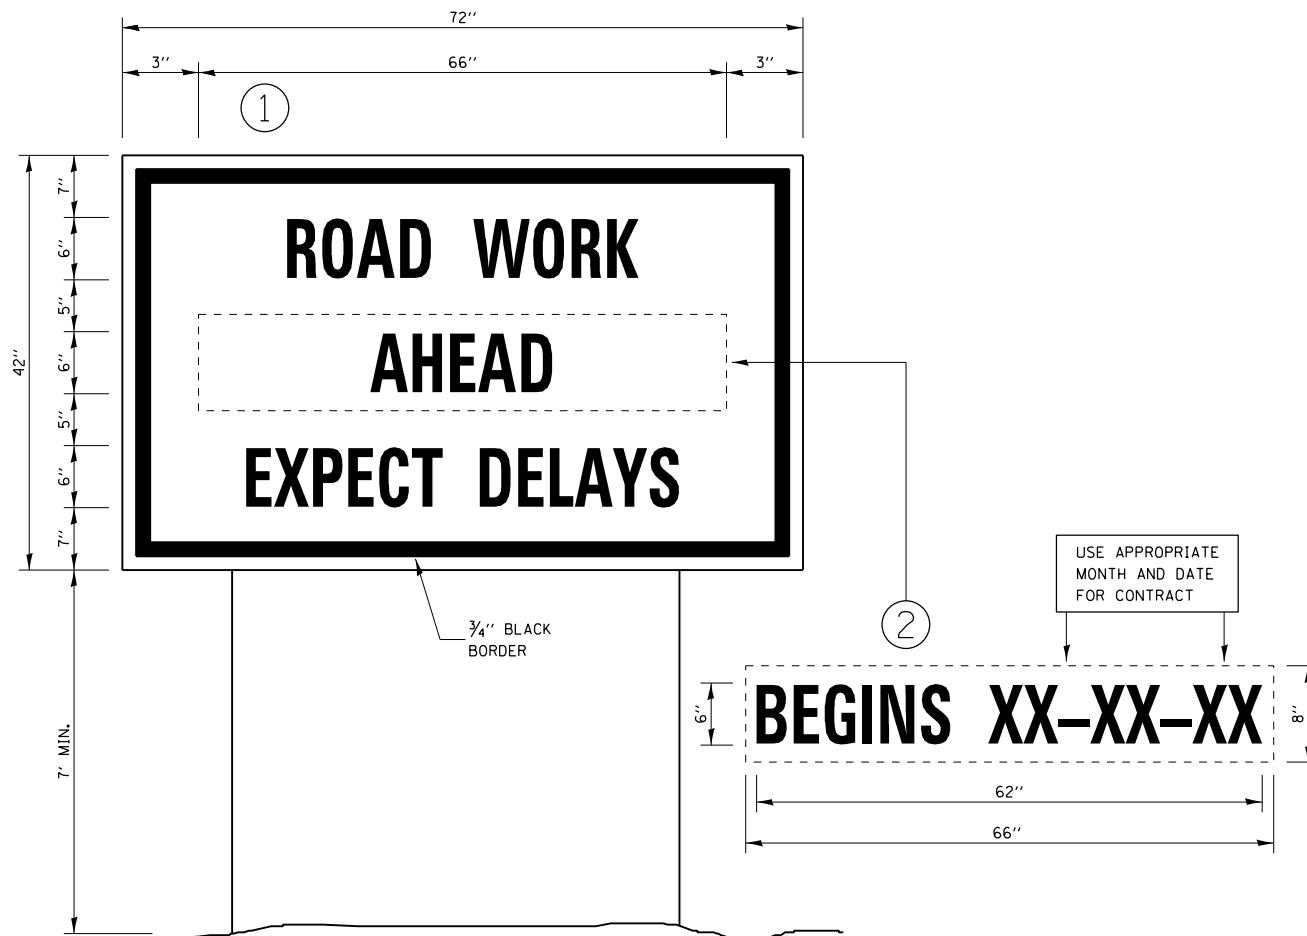 72''
3'' 66'' 3''
1
7''
6''
5''
6''
5''
6''
7''
42''
7' MIN.
ROAD WORK
AHEAD
EXPECT DELAYS
3/4'' BLACK
BORDER
USE APPROPRIATE
MONTH AND DATE
FOR CONTRACT
2
6''
BEGINS XX-XX-XX
8''
62''
66''